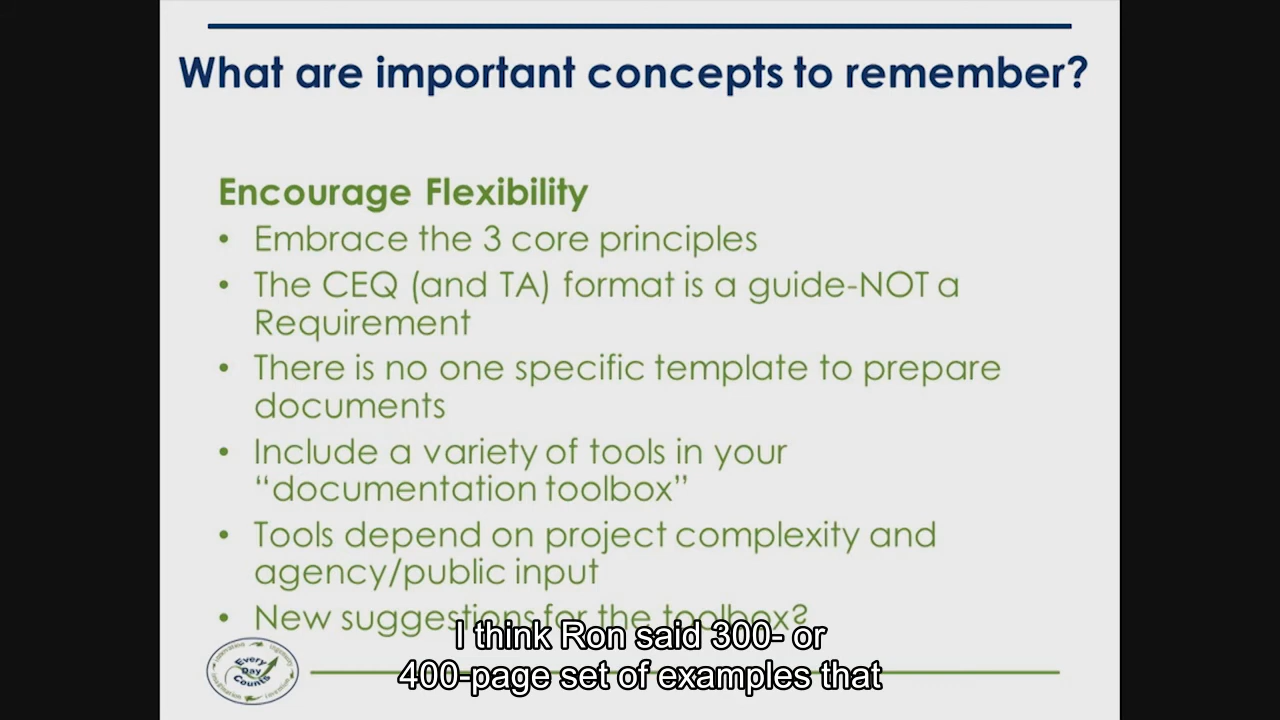 What are important concepts to remember?
Encourage Flexibility
• Embrace the 3 core principles
• The CEQ (and TA) format is a guide-NOT a
Requirement
• There is no one specific template to prepare
documents
• Include a variety of tools in your
“documentation toolbox”
• Tools depend on project complexity and
agency/public input
• New suggestions for the toolbox?
I think Ron said 300- or
400-page set of examples that
Every
Day
Counts